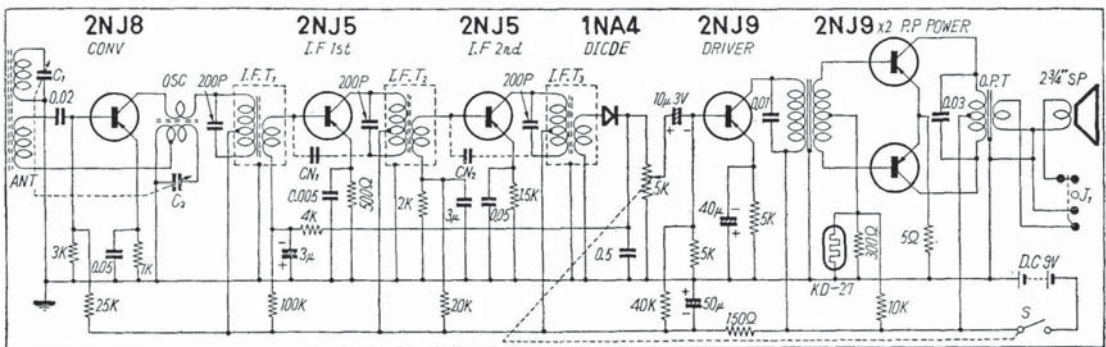 2NJ8 2NJ5 2NJ5 1NA4 2NJ9 2NJ9 x2 P.P POWER
CONV I.F 1st I.F 2nd DICDE DRIVER
C₁ OSC 200P I.F.T₁ 200P I.F.T₂ 200P I.F.T₃ 10μ 3V O.P.T 2¾" SP
0.02 0.01 0.03
ANT C₂ CN₁ CN₂ 5K J₁
0.005 500Ω 2K 3μ 0.05 1.5K 40μ 5K
3K 0.05 1K 4K 3μ 0.5 5K KD-27 300Ω 5Ω D.C 9V
25K 100K 20K 40K 50μ 150Ω 10K S